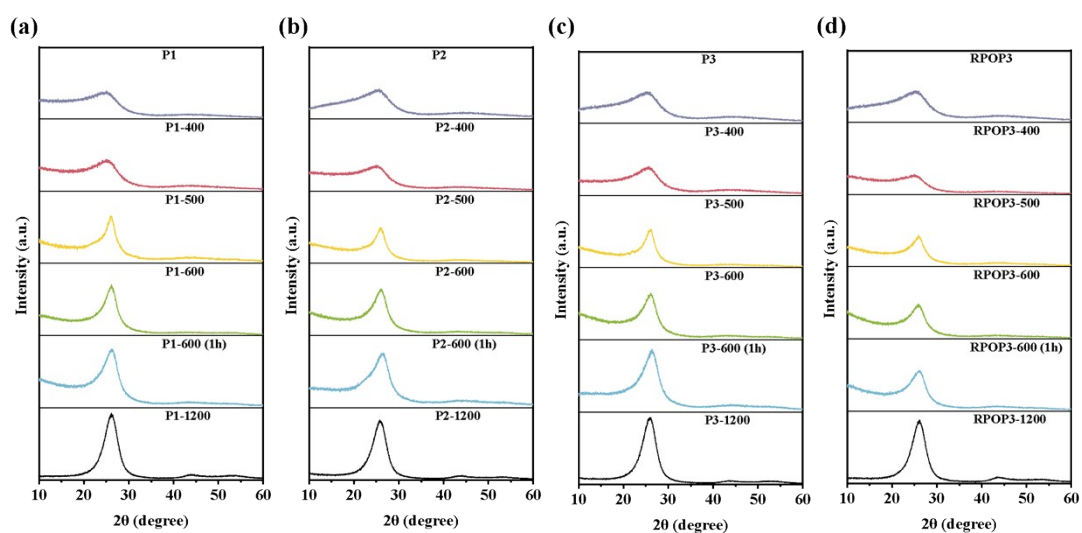 (a)
Intensity (a.u.)
P1
P1-400
P1-500
P1-600
P1-600 (1h)
P1-1200
10 20 30 40 50 60
2θ (degree)
(b)
Intensity (a.u.)
P2
P2-400
P2-500
P2-600
P2-600 (1h)
P2-1200
10 20 30 40 50 60
2θ (degree)
(c)
Intensity (a.u.)
P3
P3-400
P3-500
P3-600
P3-600 (1h)
P3-1200
10 20 30 40 50 60
2θ (degree)
(d)
Intensity (a.u.)
RPOP3
RPOP3-400
RPOP3-500
RPOP3-600
RPOP3-600 (1h)
RPOP3-1200
10 20 30 40 50 60
2θ (degree)